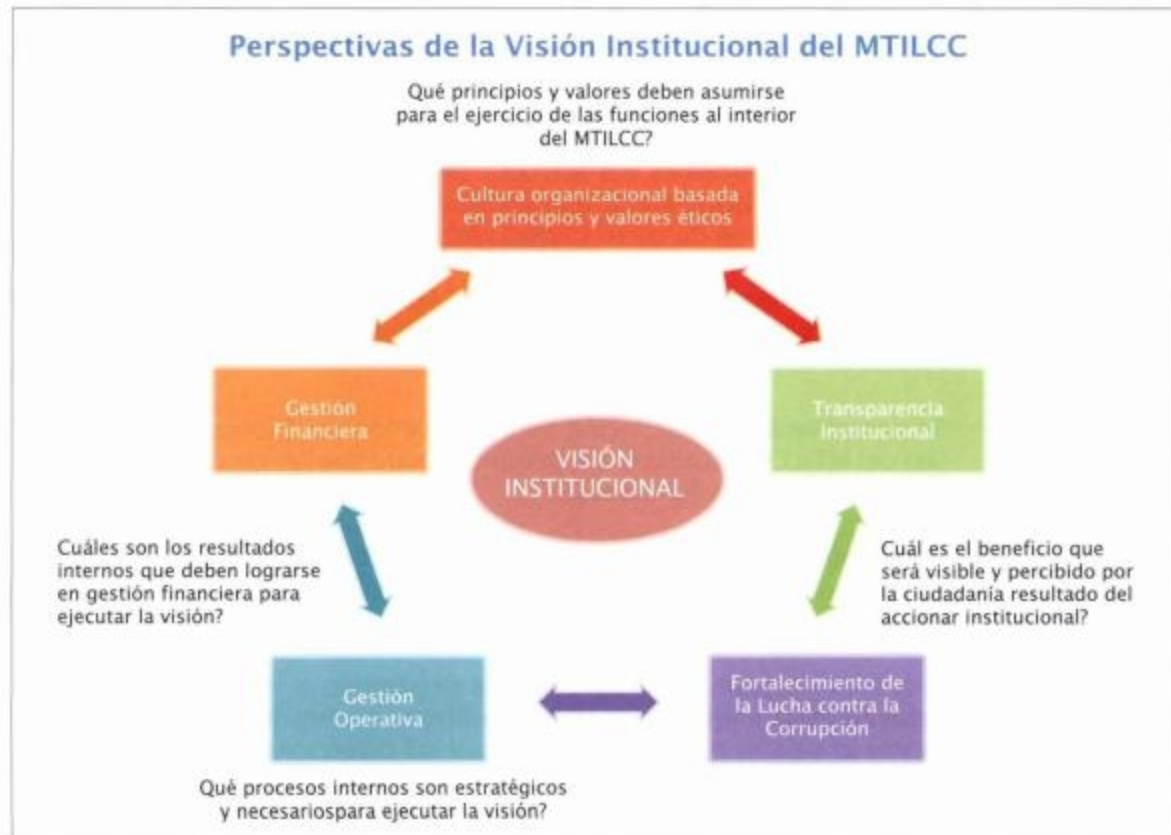 Perspectivas de la Visión Institucional del MTILCC
Qué principios y valores deben asumirse
para el ejercicio de las funciones al interior
del MTILCC?
Cultura organizacional basada
en principios y valores éticos
Gestión
Financiera
Transparencia
Institucional
VISIÓN
INSTITUCIONAL
Cuáles son los resultados
internos que deben lograrse
en gestión financiera para
ejecutar la visión?
Cuál es el beneficio que
será visible y percibido por
la ciudadanía resultado del
accionar institucional?
Gestión
Operativa
Fortalecimiento de
la Lucha contra la
Corrupción
Qué procesos internos son estratégicos
y necesariospara ejecutar la visión?